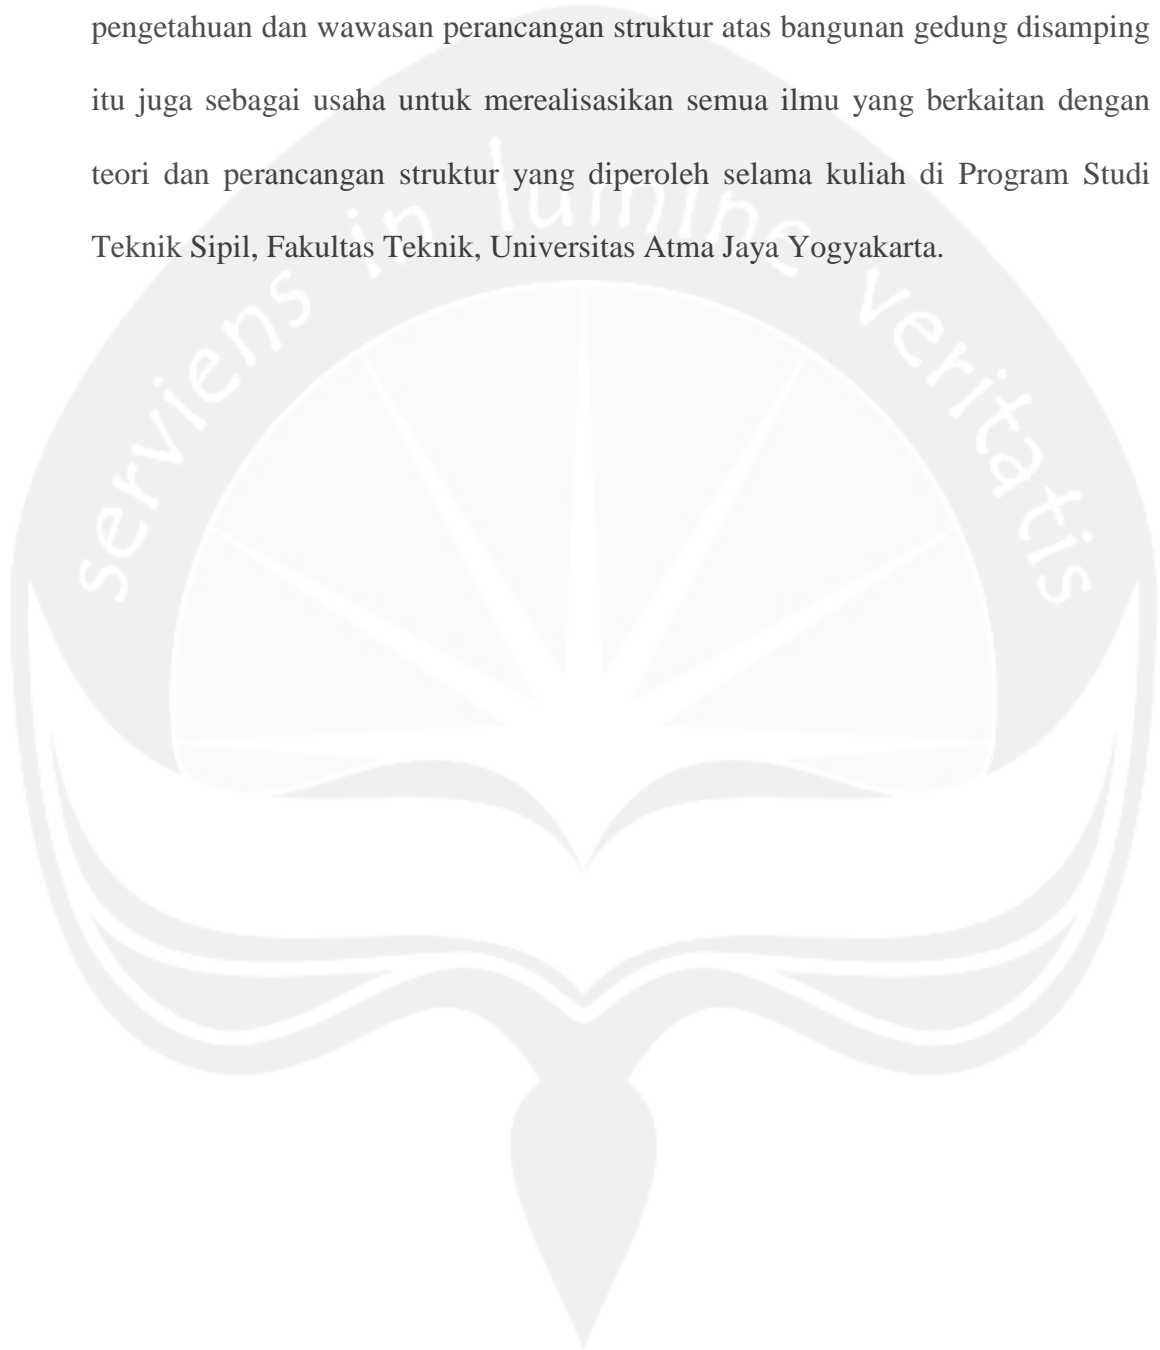 pengetahuan dan wawasan perancangan struktur atas bangunan gedung disamping
itu juga sebagai usaha untuk merealisasikan semua ilmu yang berkaitan dengan
teori dan perancangan struktur yang diperoleh selama kuliah di Program Studi
Teknik Sipil, Fakultas Teknik, Universitas Atma Jaya Yogyakarta.
serviens in lumine veritatis